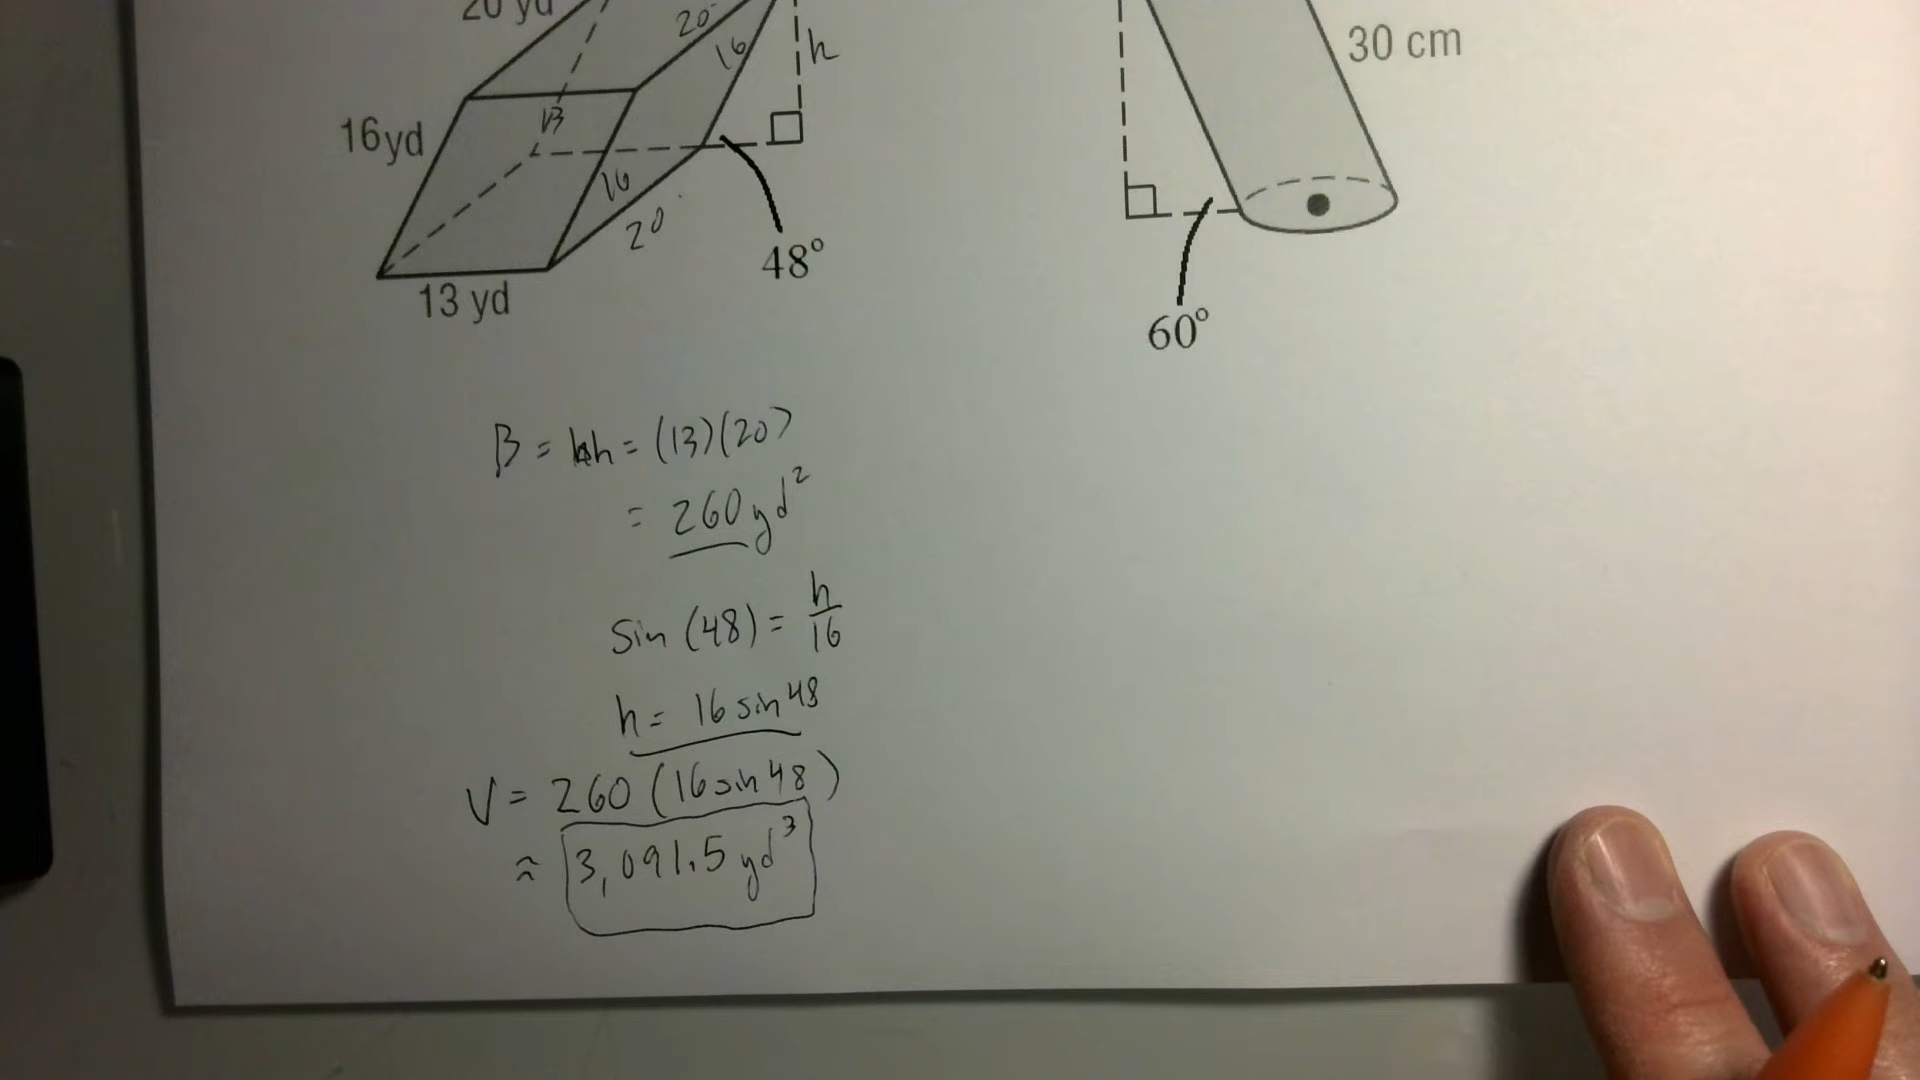 20 yd
20
16
h
30 cm
16yd
13
16
20
48°
13 yd
60°
B = bh = (13)(20)
= 260 yd²
sin (48) = h/16
h = 16 sin 48
V = 260 (16 sin 48)
≈ 3,091.5 yd³